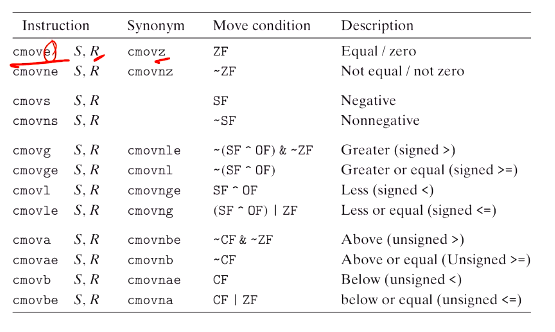 Instruction Synonym Move condition Description
cmove S, R cmovz ZF Equal / zero
cmovne S, R cmovnz ~ZF Not equal / not zero
cmovs S, R SF Negative
cmovns S, R ~SF Nonnegative
cmovg S, R cmovnle ~(SF ^ OF) & ~ZF Greater (signed >)
cmovge S, R cmovnl ~(SF ^ OF) Greater or equal (signed >=)
cmovl S, R cmovnge SF ^ OF Less (signed <)
cmovle S, R cmovng (SF ^ OF) | ZF Less or equal (signed <=)
cmova S, R cmovnbe ~CF & ~ZF Above (unsigned >)
cmovae S, R cmovnb ~CF Above or equal (Unsigned >=)
cmovb S, R cmovnae CF Below (unsigned <)
cmovbe S, R cmovna CF | ZF below or equal (unsigned <=)